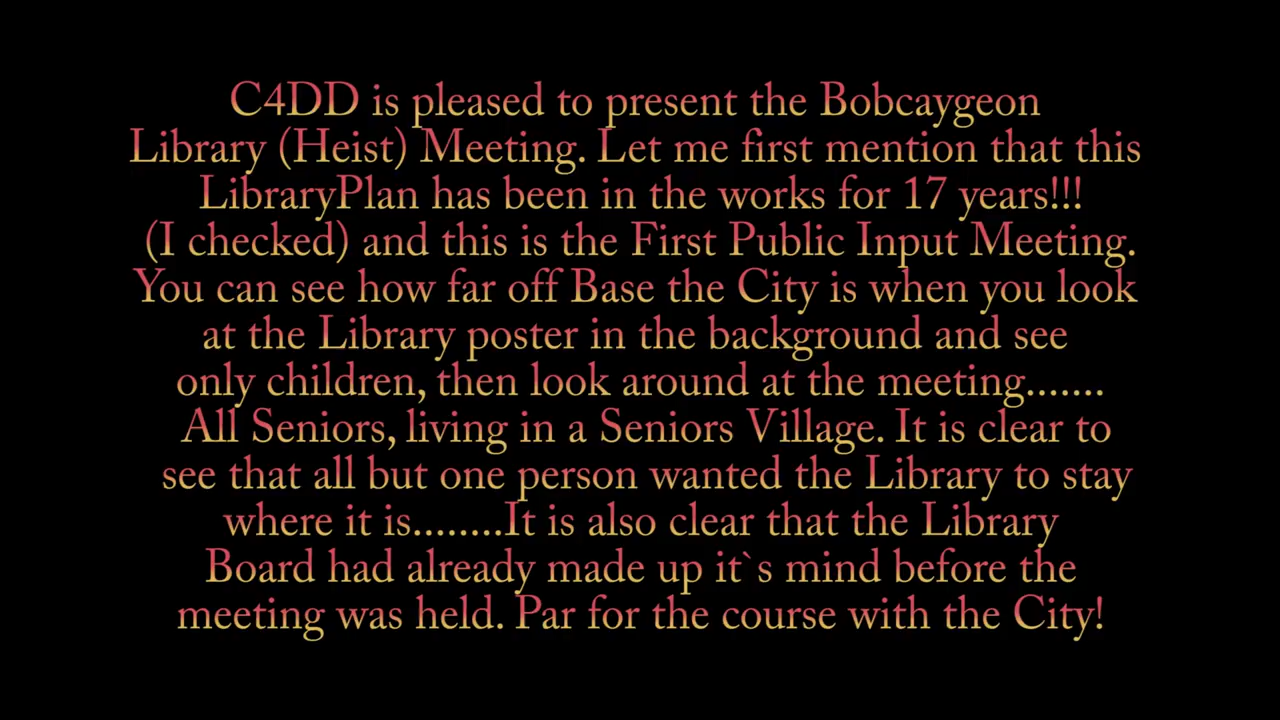 C4DD is pleased to present the Bobcaygeon
Library (Heist) Meeting. Let me first mention that this
LibraryPlan has been in the works for 17 years!!!
(I checked) and this is the First Public Input Meeting.
You can see how far off Base the City is when you look
at the Library poster in the background and see
only children, then look around at the meeting.......
All Seniors, living in a Seniors Village. It is clear to
see that all but one person wanted the Library to stay
where it is........It is also clear that the Library
Board had already made up it`s mind before the
meeting was held. Par for the course with the City!